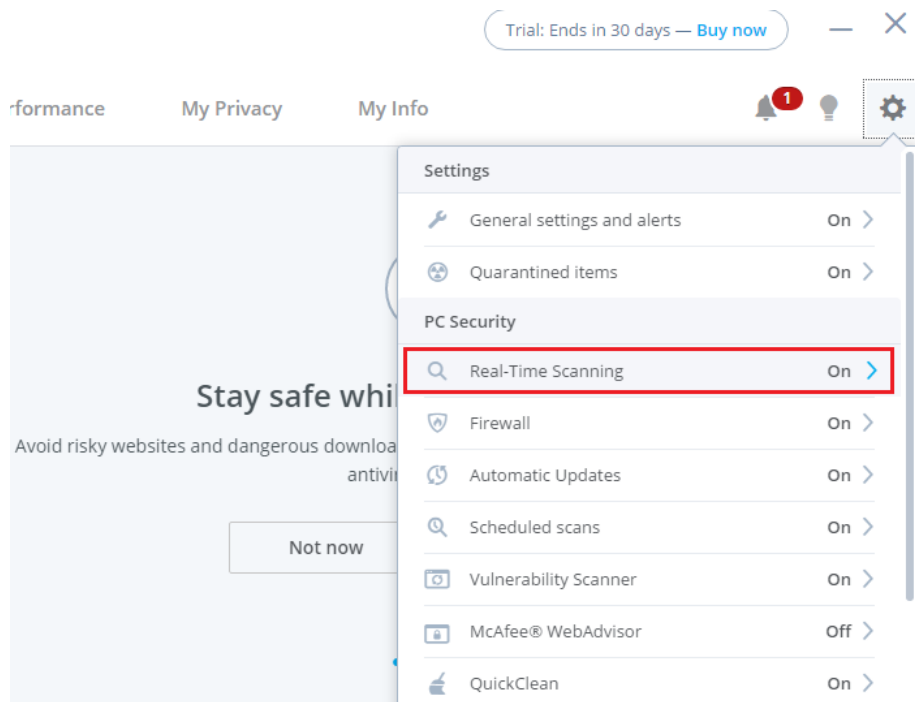 Trial: Ends in 30 days — Buy now
rformance My Privacy My Info
1
Settings
General settings and alerts On
Quarantined items On
PC Security
Real-Time Scanning On
Stay safe whil
Firewall On
Avoid risky websites and dangerous downloa
Automatic Updates On
antivi
Scheduled scans On
Not now
Vulnerability Scanner On
McAfee® WebAdvisor Off
QuickClean On